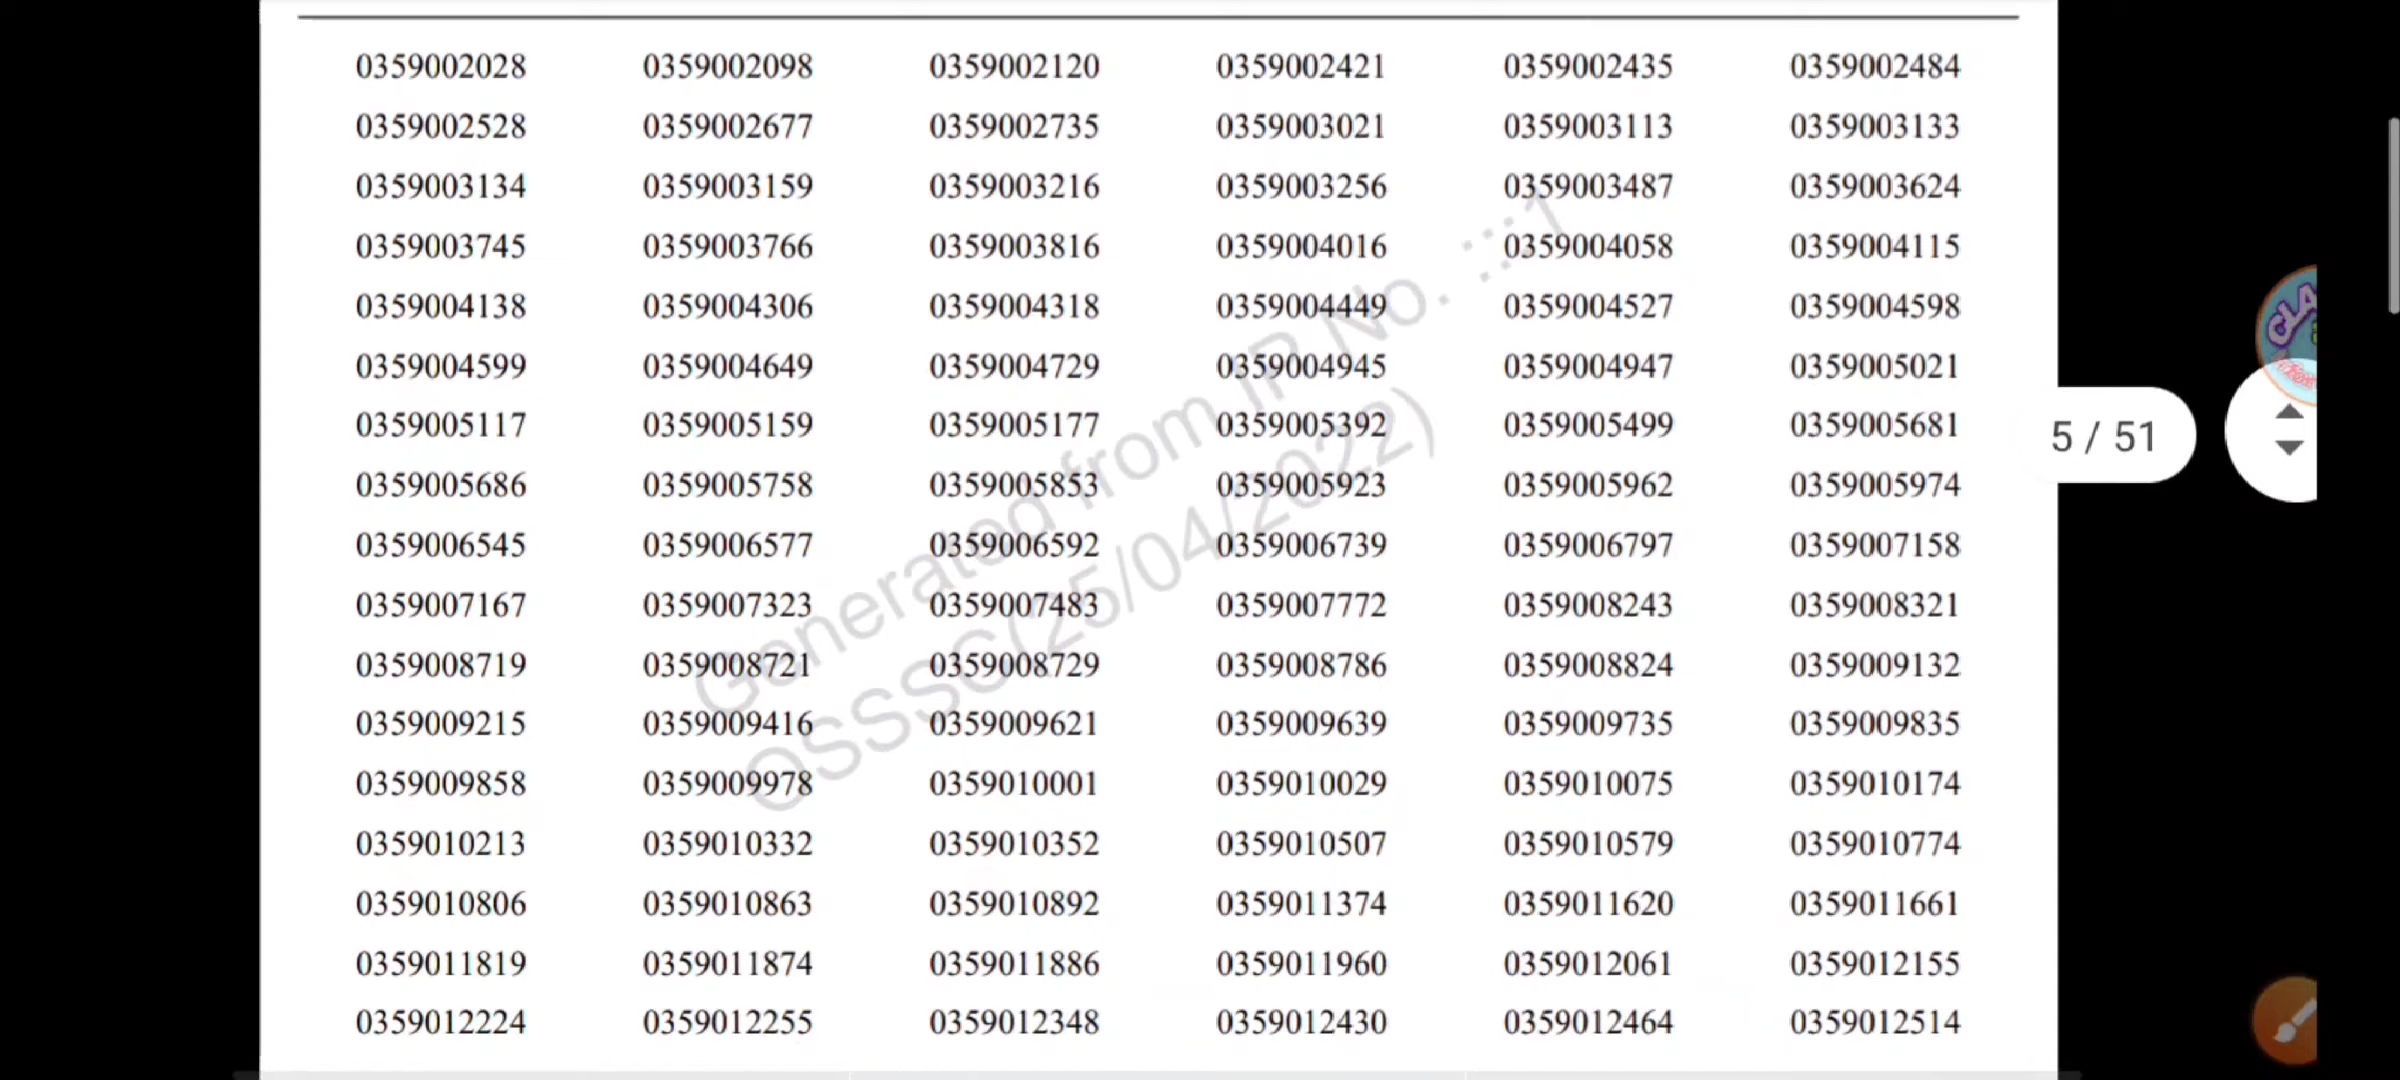 0359002028 0359002098 0359002120 0359002421 0359002435 0359002484
0359002528 0359002677 0359002735 0359003021 0359003113 0359003133
0359003134 0359003159 0359003216 0359003256 0359003487 0359003624
0359003745 0359003766 0359003816 0359004016 0359004058 0359004115
0359004138 0359004306 0359004318 0359004449 0359004527 0359004598
0359004599 0359004649 0359004729 0359004945 0359004947 0359005021
0359005117 0359005159 0359005177 0359005392 0359005499 0359005681
5 / 51
0359005686 0359005758 0359005853 0359005923 0359005962 0359005974
0359006545 0359006577 0359006592 0359006739 0359006797 0359007158
0359007167 0359007323 0359007483 0359007772 0359008243 0359008321
0359008719 0359008721 0359008729 0359008786 0359008824 0359009132
0359009215 0359009416 0359009621 0359009639 0359009735 0359009835
0359009858 0359009978 0359010001 0359010029 0359010075 0359010174
0359010213 0359010332 0359010352 0359010507 0359010579 0359010774
0359010806 0359010863 0359010892 0359011374 0359011620 0359011661
0359011819 0359011874 0359011886 0359011960 0359012061 0359012155
0359012224 0359012255 0359012348 0359012430 0359012464 0359012514
Generated from IP No. :::1
OSSSC(25/04/2022)
CLA